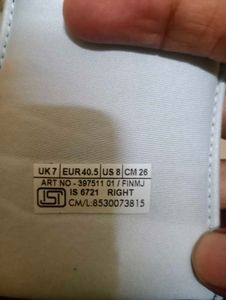 UK 7 EUR 40.5 US 8 CM 26
ART NO - 397511 01 / FINMJ
IS 6721 RIGHT
ISI CM/L:8530073815